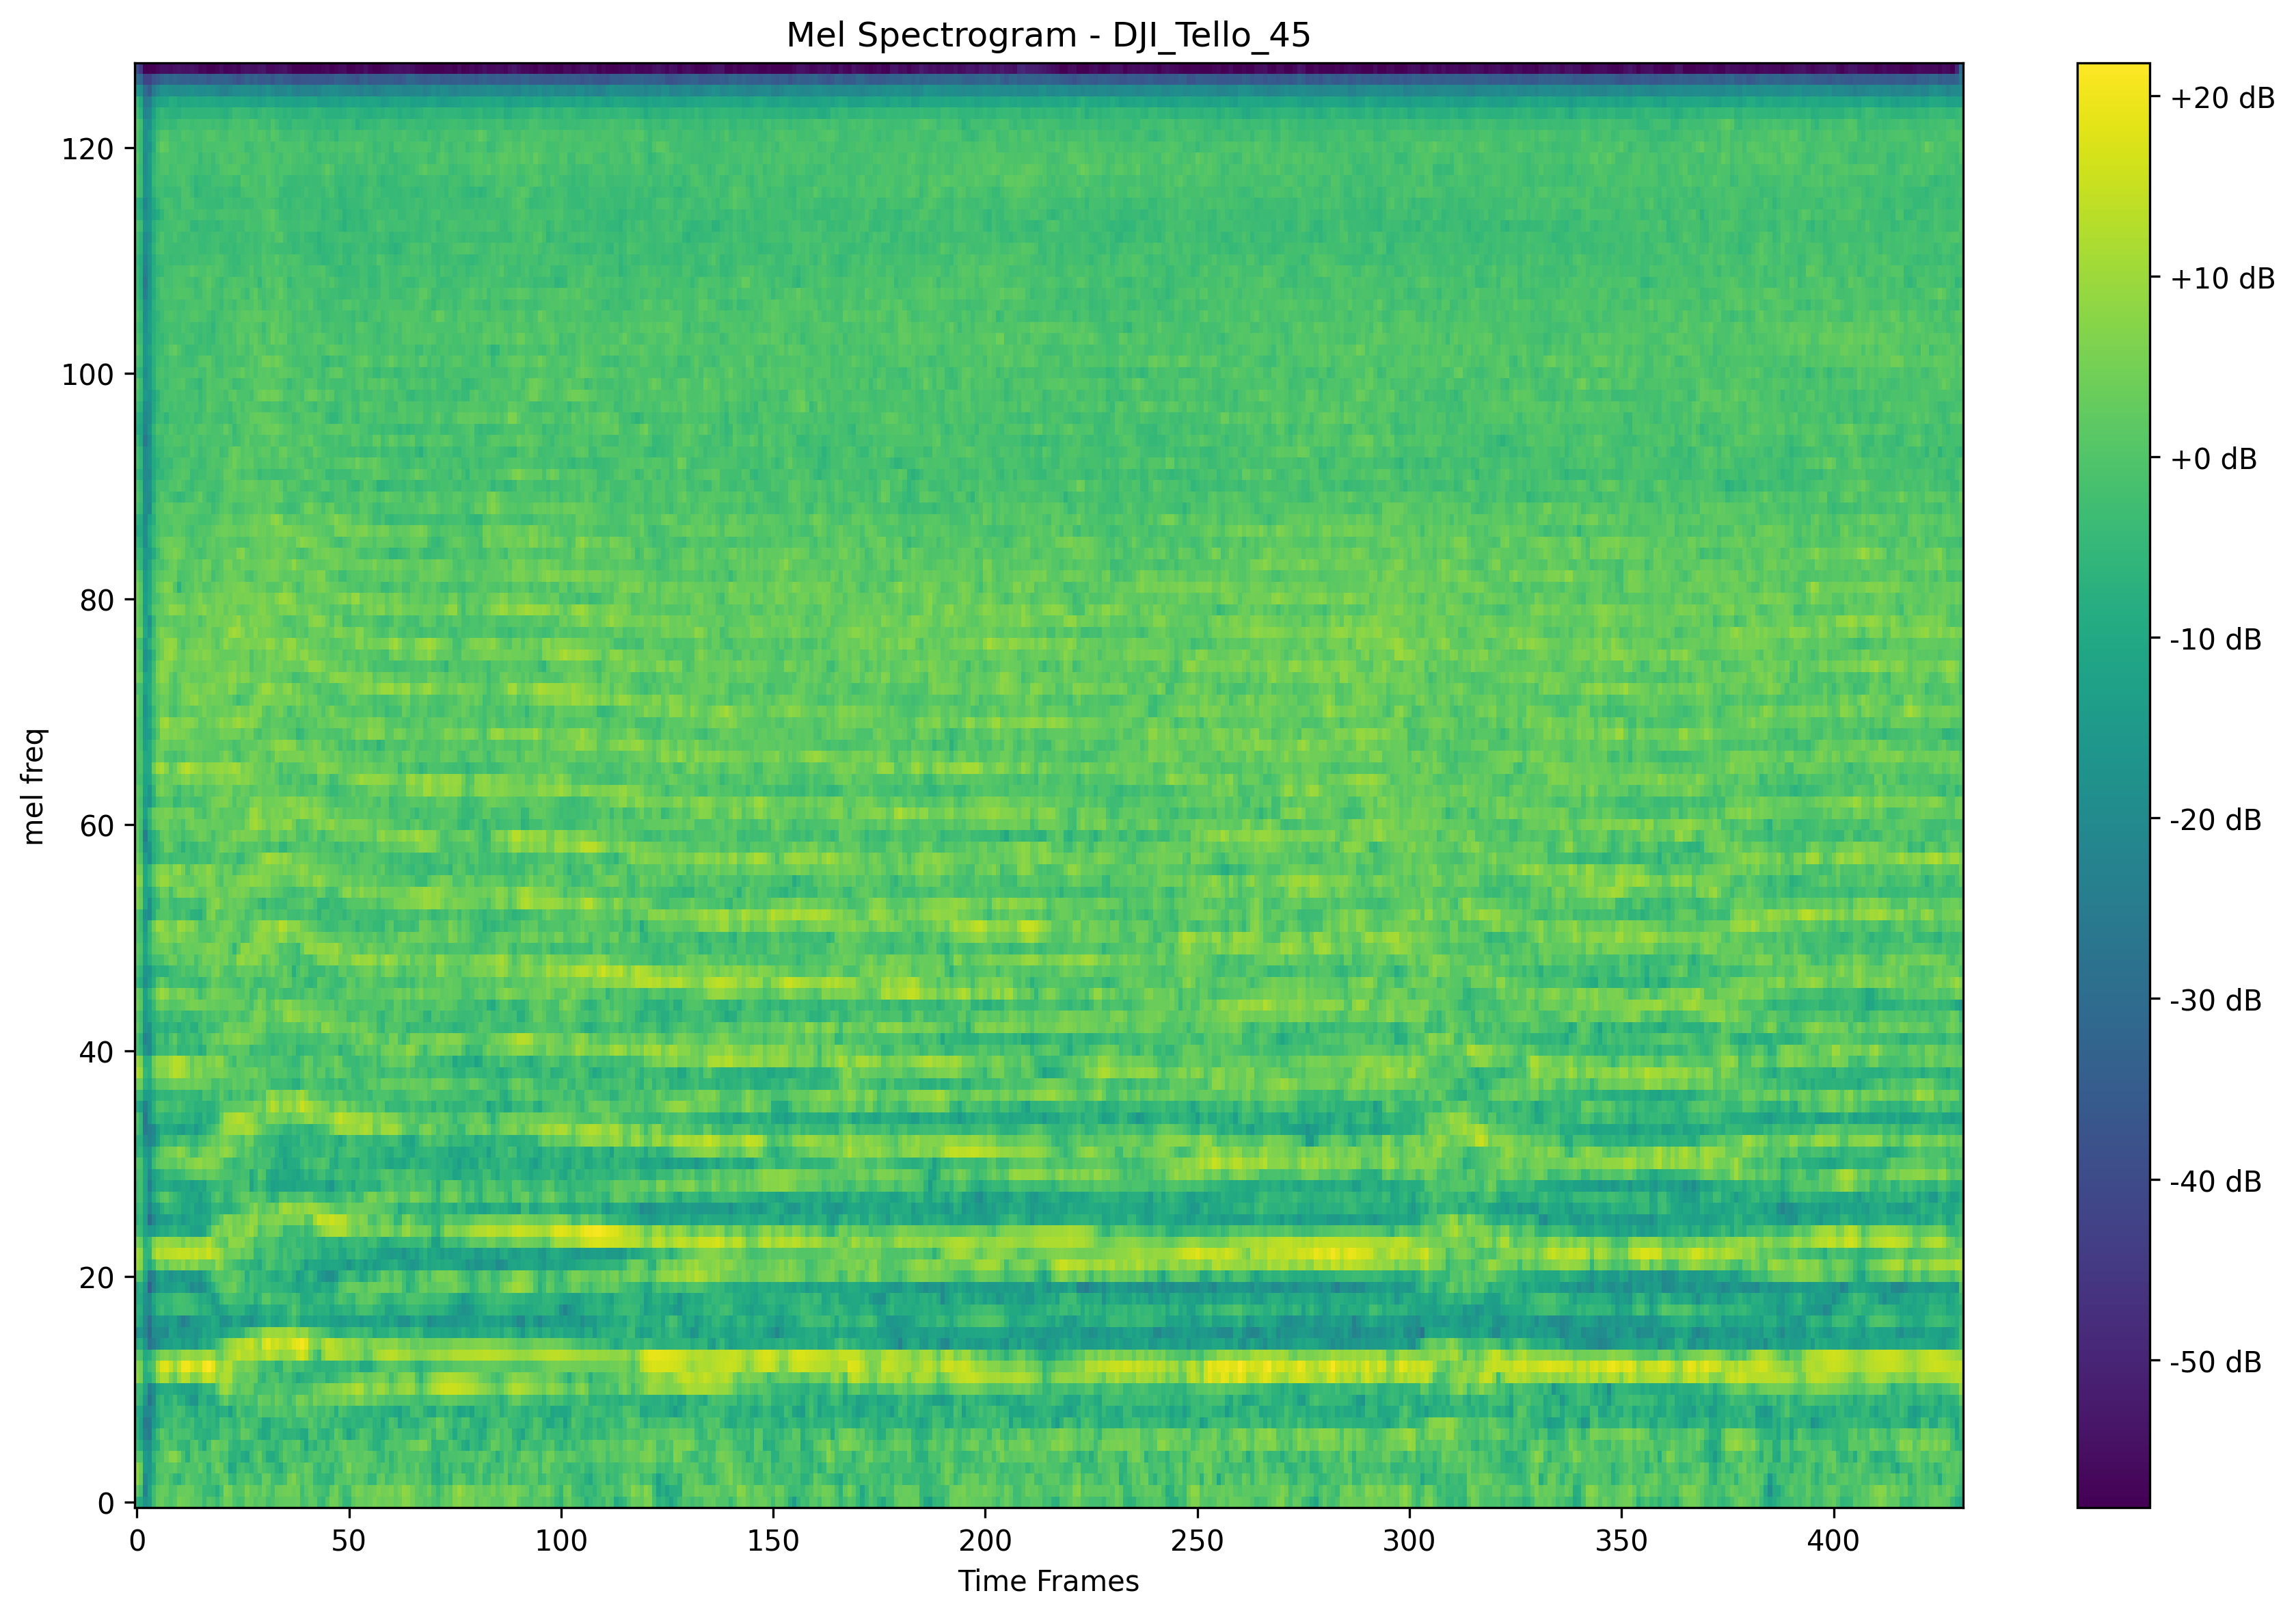 Mel Spectrogram - DJI_Tello_45
mel freq
120
100
80
60
40
20
0
0 50 100 150 200 250 300 350 400
Time Frames
+20 dB
+10 dB
+0 dB
-10 dB
-20 dB
-30 dB
-40 dB
-50 dB